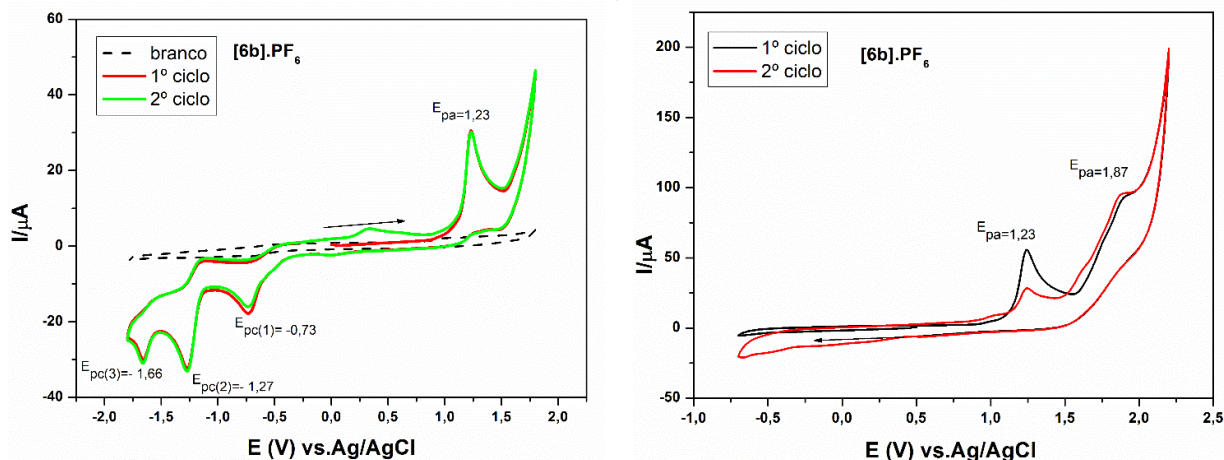 [6b].PF6
branco
1º ciclo
2º ciclo
Epa=1,23
Epc(1)= -0,73
Epc(3)=- 1,66
Epc(2)=- 1,27
I/µA
60
40
20
0
-20
-40
-2,0 -1,5 -1,0 -0,5 0,0 0,5 1,0 1,5 2,0
E (V) vs.Ag/AgCl
[6b].PF6
1º ciclo
2º ciclo
Epa=1,87
Epa=1,23
I/µA
200
150
100
50
0
-50
-1,0 -0,5 0,0 0,5 1,0 1,5 2,0 2,5
E (V) vs.Ag/AgCl